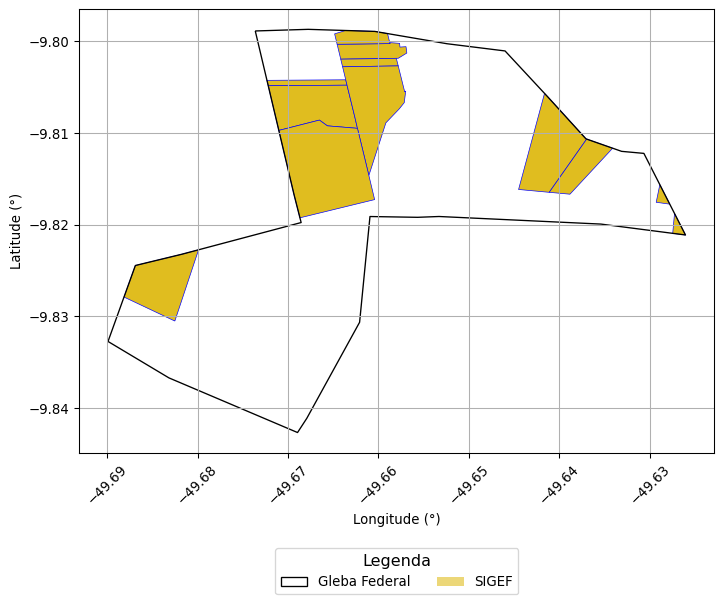 −9.80
−9.81
−9.82
−9.83
−9.84
Latitude (°)
−49.69
−49.68
−49.67
−49.66
−49.65
−49.64
−49.63
Longitude (°)
Legenda
Gleba Federal
SIGEF